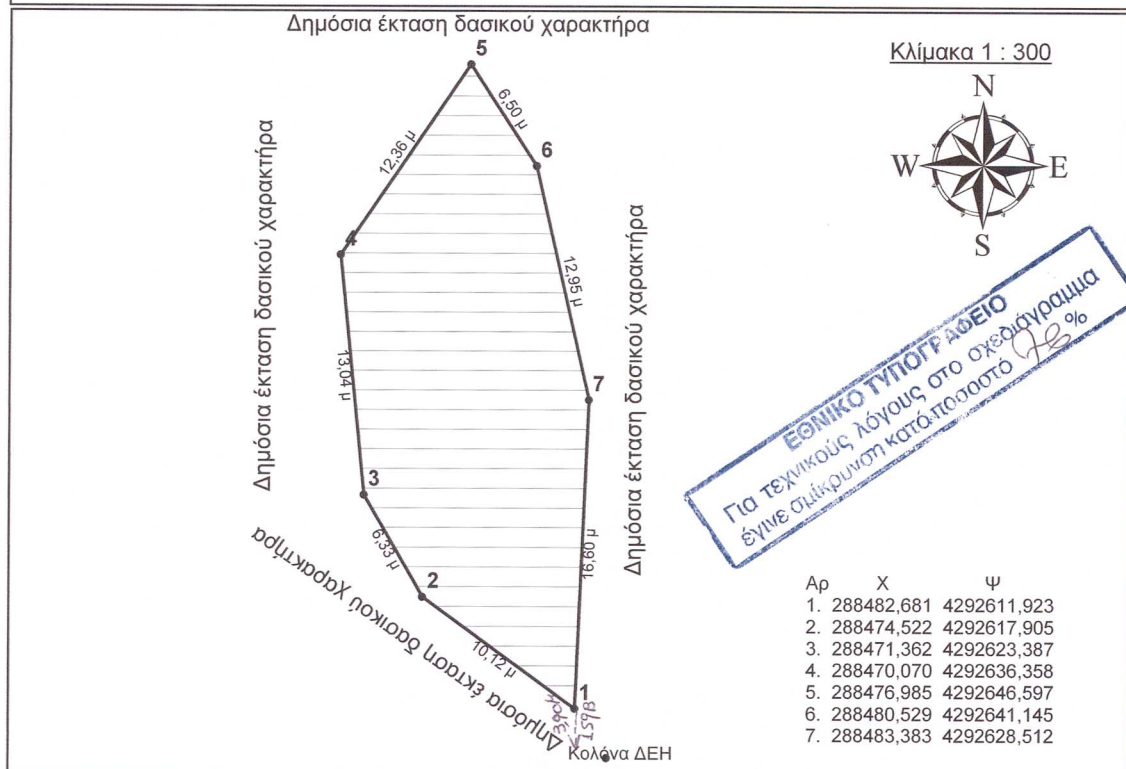 Δημόσια έκταση δασικού χαρακτήρα
5
Κλίμακα 1 : 300
N
W E
S
6,50 μ
6
12,36 μ
Δημόσια έκταση δασικού χαρακτήρα
4
12,95 μ
Δημόσια έκταση δασικού χαρακτήρα
7
ΕΘΝΙΚΟ ΤΥΠΟΓΡΑΦΕΙΟ
Για τεχνικούς λόγους στο σχεδιάγραμμα
έγινε σμίκρυνση κατά ποσοστό %
13,04 μ
3
6,33 μ
2
16,60 μ
10,12 μ
Δημόσια έκταση δασικού χαρακτήρα
1
Κολόνα ΔΕΗ
Αρ Χ Ψ
1. 288482,681 4292611,923
2. 288474,522 4292617,905
3. 288471,362 4292623,387
4. 288470,070 4292636,358
5. 288476,985 4292646,597
6. 288480,529 4292641,145
7. 288483,383 4292628,512